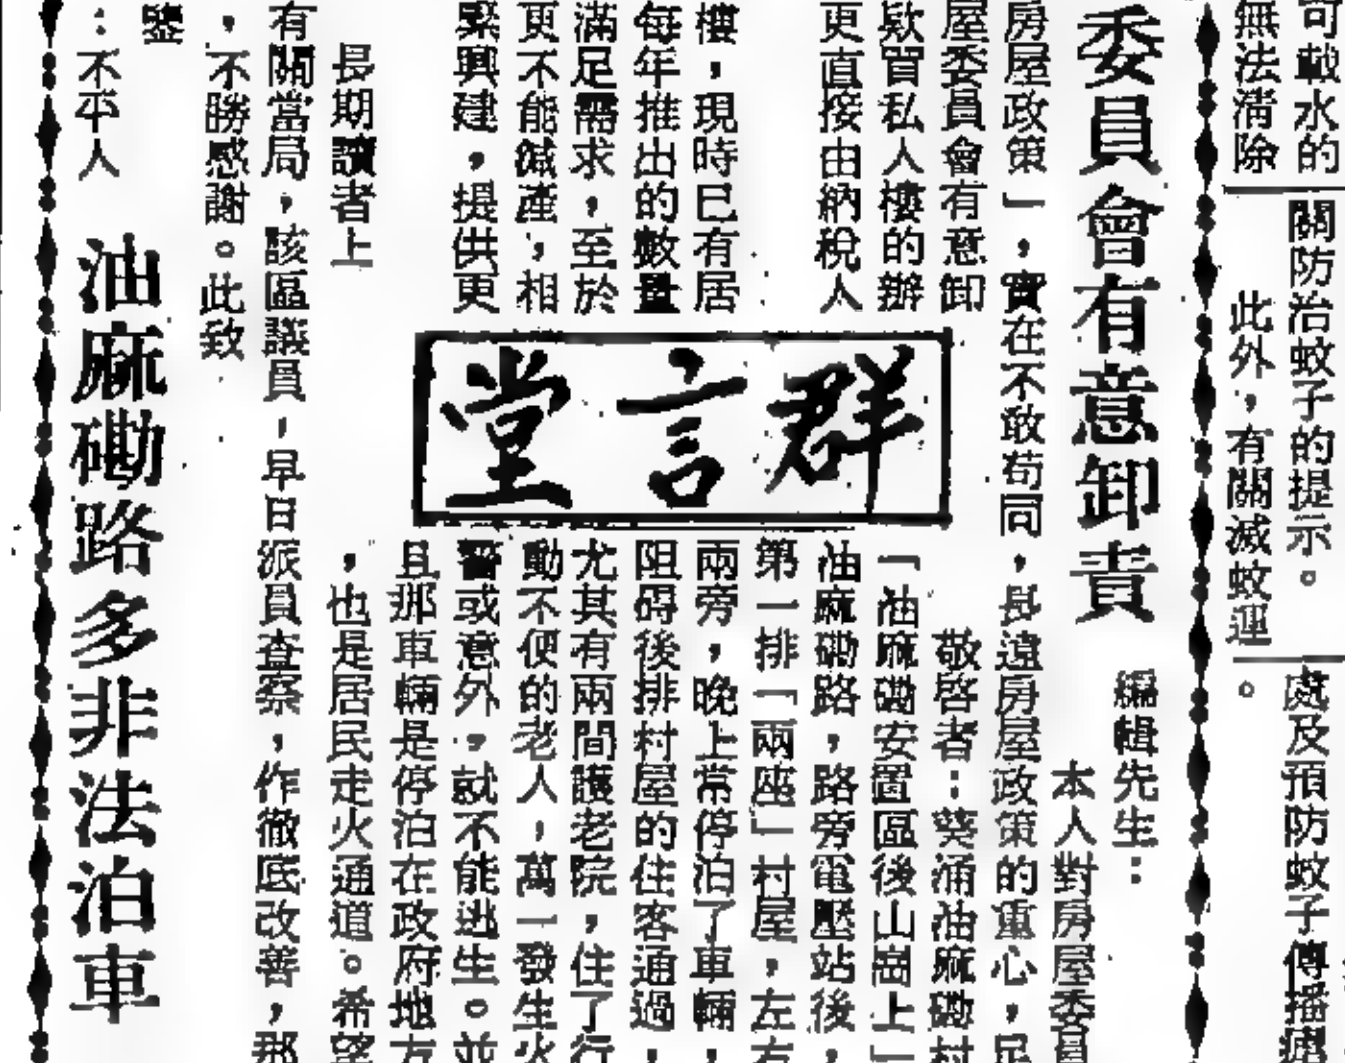 可載水的
無法清除
關防治蚊子的提示。
此外，有關滅蚊運
。
處及預防蚊子傳播瘧
委員會有意卸責
編輯先生：
本人對房屋委員
房屋政策」，實在不敢苟同，長遠房屋政策的重心，足
屋委員會有意卸
欵買私人樓的辦
更直接由納稅人
樓，現時已有居
每年推出的數量
滿足需求，至於
更不能減產，相
緊興建，提供更
群言堂
敬啓者：葵涌油麻磡村
「油麻磡安置區後山崗上」
油麻磡路，路旁電壓站後，
第一排「兩座」村屋，左右
兩旁，晚上常停泊了車輛，
阻碍後排村屋的住客通過，
尤其有兩間護老院，住了行
動不便的老人，萬一發生火
警或意外，就不能逃生。並
且那車輛是停泊在政府地方
，也是居民走火通道。希望
有關當局，該區議員，早日派員查察，作徹底改善，那
，不勝感謝。此致
鑒
長期讀者上
：不平人
油麻磡路多非法泊車